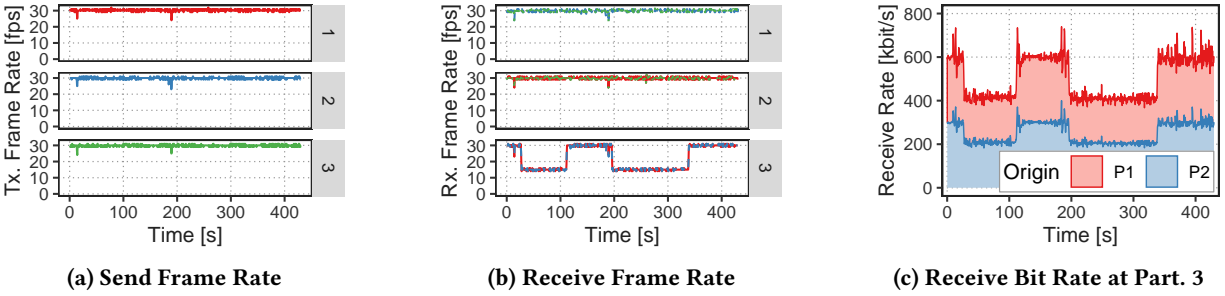 Tx. Frame Rate [fps]
30
20
10
0
1
30
20
10
0
2
30
20
10
0
3
0 100 200 300 400
Time [s]
(a) Send Frame Rate
Rx. Frame Rate [fps]
30
20
10
0
1
30
20
10
0
2
30
20
10
0
3
0 100 200 300 400
Time [s]
(b) Receive Frame Rate
Receive Rate [kbit/s]
800
600
400
200
0
Origin P1 P2
0 100 200 300 400
Time [s]
(c) Receive Bit Rate at Part. 3